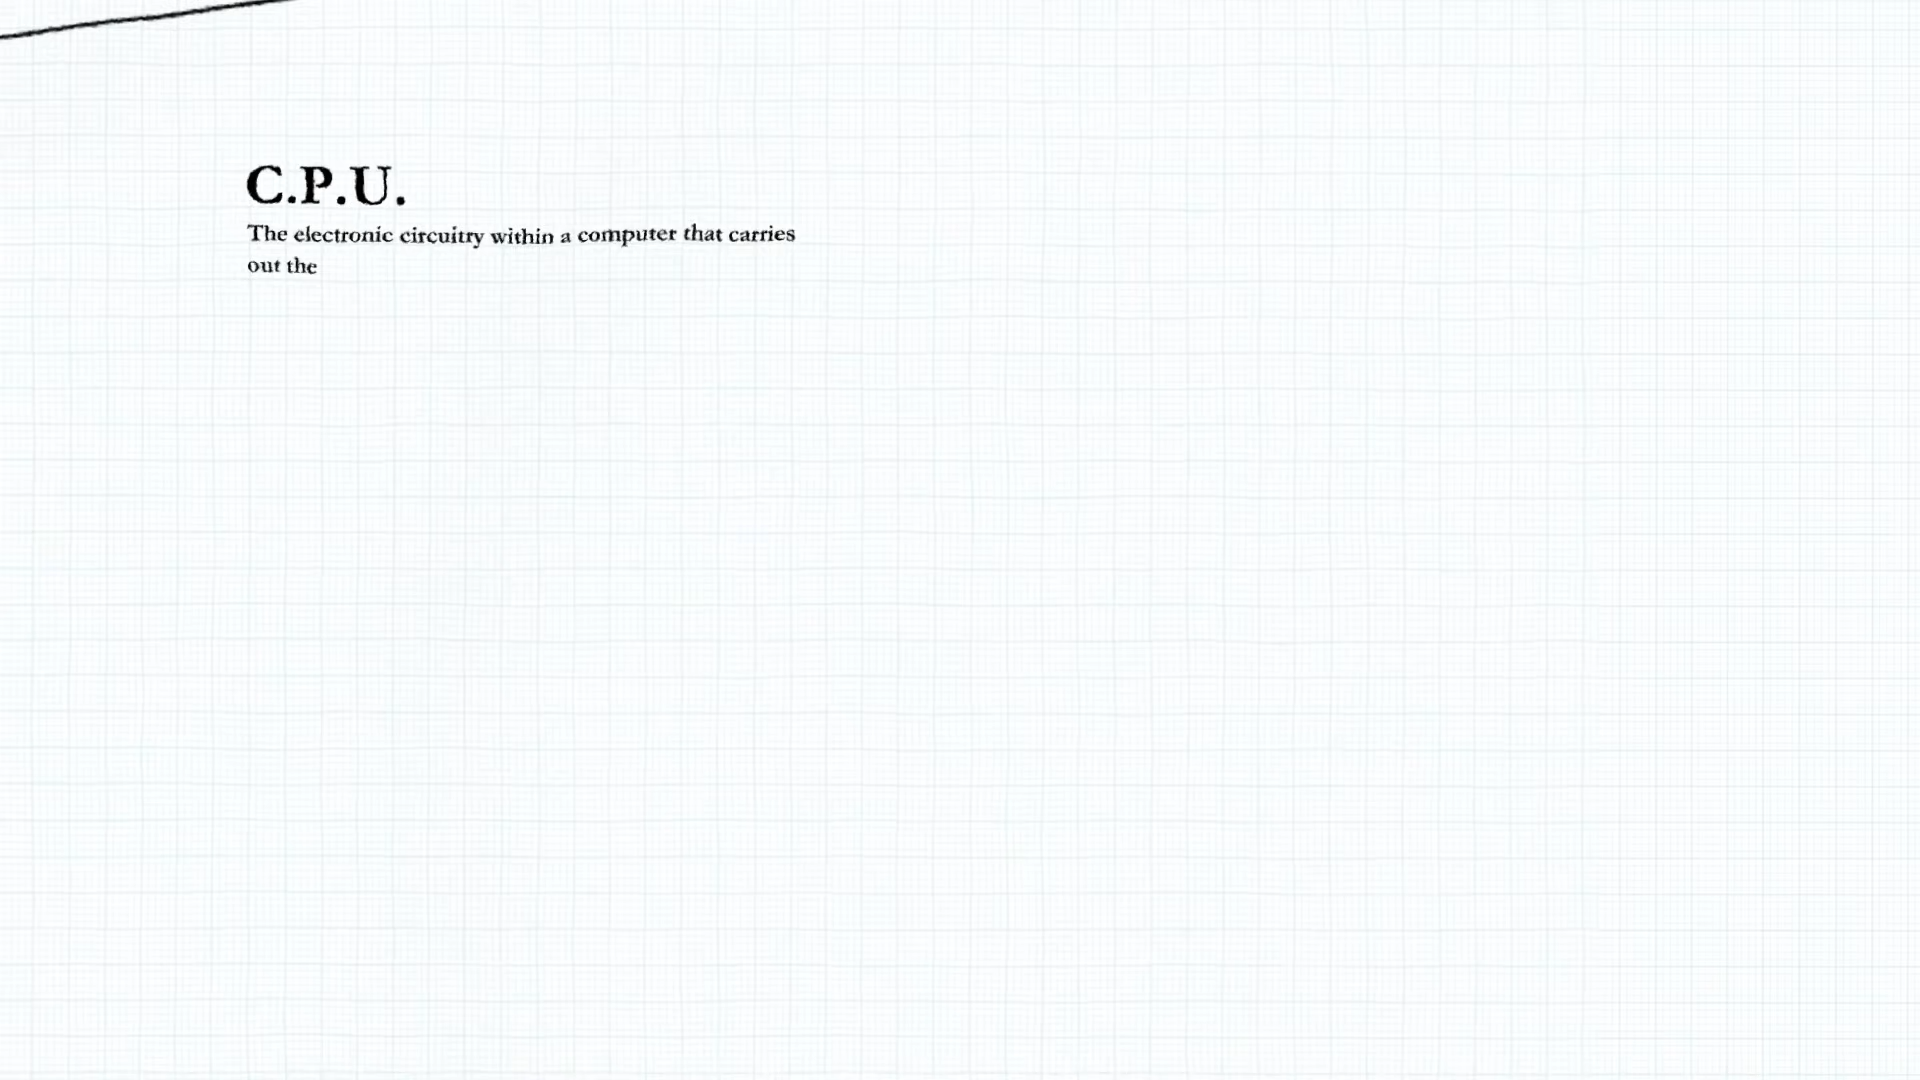 C.P.U.
The electronic circuitry within a computer that carries
out the